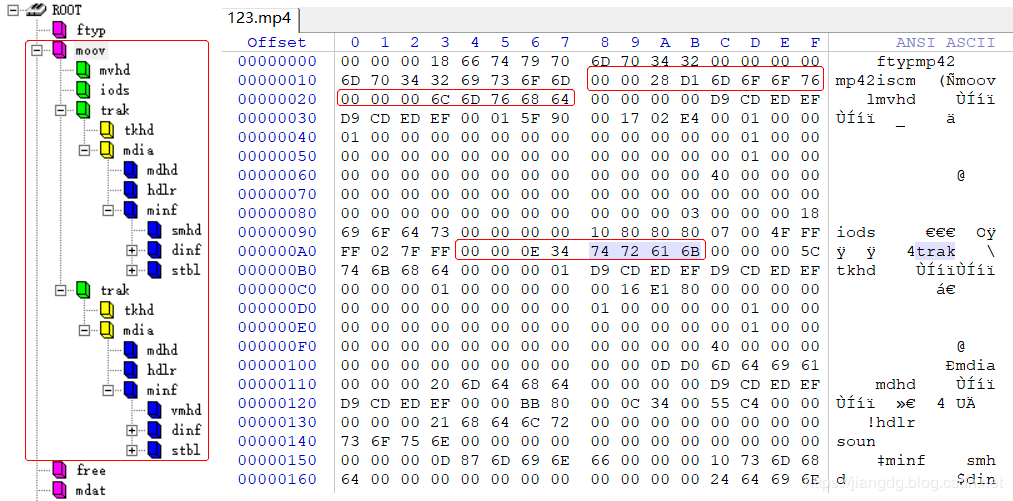 ROOT
ftyp
moov
mvhd
iods
trak
tkhd
mdia
mdhd
hdlr
minf
smhd
dinf
stbl
trak
tkhd
mdia
mdhd
hdlr
minf
vmhd
dinf
stbl
free
mdat
123.mp4
Offset 0 1 2 3 4 5 6 7 8 9 A B C D E F ANSI ASCII
00000000 00 00 00 18 66 74 79 70 6D 70 34 32 00 00 00 00 ftypmp42
00000010 6D 70 34 32 69 73 6F 6D 00 00 28 D1 6D 6F 6F 76 mp42iscm (Ñmoov
00000020 00 00 00 6C 6D 76 68 64 00 00 00 00 D9 CD ED EF lmvhd ÙÍíï
00000030 D9 CD ED EF 00 01 5F 90 00 17 02 E4 00 01 00 00 ÙÍíï _ ä
00000040 01 00 00 00 00 00 00 00 00 00 00 00 00 01 00 00
00000050 00 00 00 00 00 00 00 00 00 00 00 00 00 01 00 00
00000060 00 00 00 00 00 00 00 00 00 00 00 00 40 00 00 00 @
00000070 00 00 00 00 00 00 00 00 00 00 00 00 00 00 00 00
00000080 00 00 00 00 00 00 00 00 00 00 00 03 00 00 00 18
00000090 69 6F 64 73 00 00 00 00 10 80 80 80 07 00 4F FF iods €€€ Oÿ
000000A0 FF 02 7F FF 00 00 0E 34 74 72 61 6B 00 00 00 5C ÿ ÿ 4trak \
000000B0 74 6B 68 64 00 00 00 01 D9 CD ED EF D9 CD ED EF tkhd ÙÍíïÙÍíï
000000C0 00 00 00 01 00 00 00 00 00 16 E1 80 00 00 00 00 á€
000000D0 00 00 00 00 00 00 00 00 01 00 00 00 00 01 00 00
000000E0 00 00 00 00 00 00 00 00 00 00 00 00 00 01 00 00
000000F0 00 00 00 00 00 00 00 00 00 00 00 00 40 00 00 00 @
00000100 00 00 00 00 00 00 00 00 00 00 0D D0 6D 64 69 61 Ðmdia
00000110 00 00 00 20 6D 64 68 64 00 00 00 00 D9 CD ED EF mdhd ÙÍíï
00000120 D9 CD ED EF 00 00 BB 80 00 0C 34 00 55 C4 00 00 ÙÍíï »€ 4 UÄ
00000130 00 00 00 21 68 64 6C 72 00 00 00 00 00 00 00 00 !hdlr
00000140 73 6F 75 6E 00 00 00 00 00 00 00 00 00 00 00 00 soun
00000150 00 00 00 0D 87 6D 69 6E 66 00 00 00 10 73 6D 68 ‡minf smh
00000160 64 00 00 00 00 00 00 00 00 00 00 00 24 64 69 6E d $din